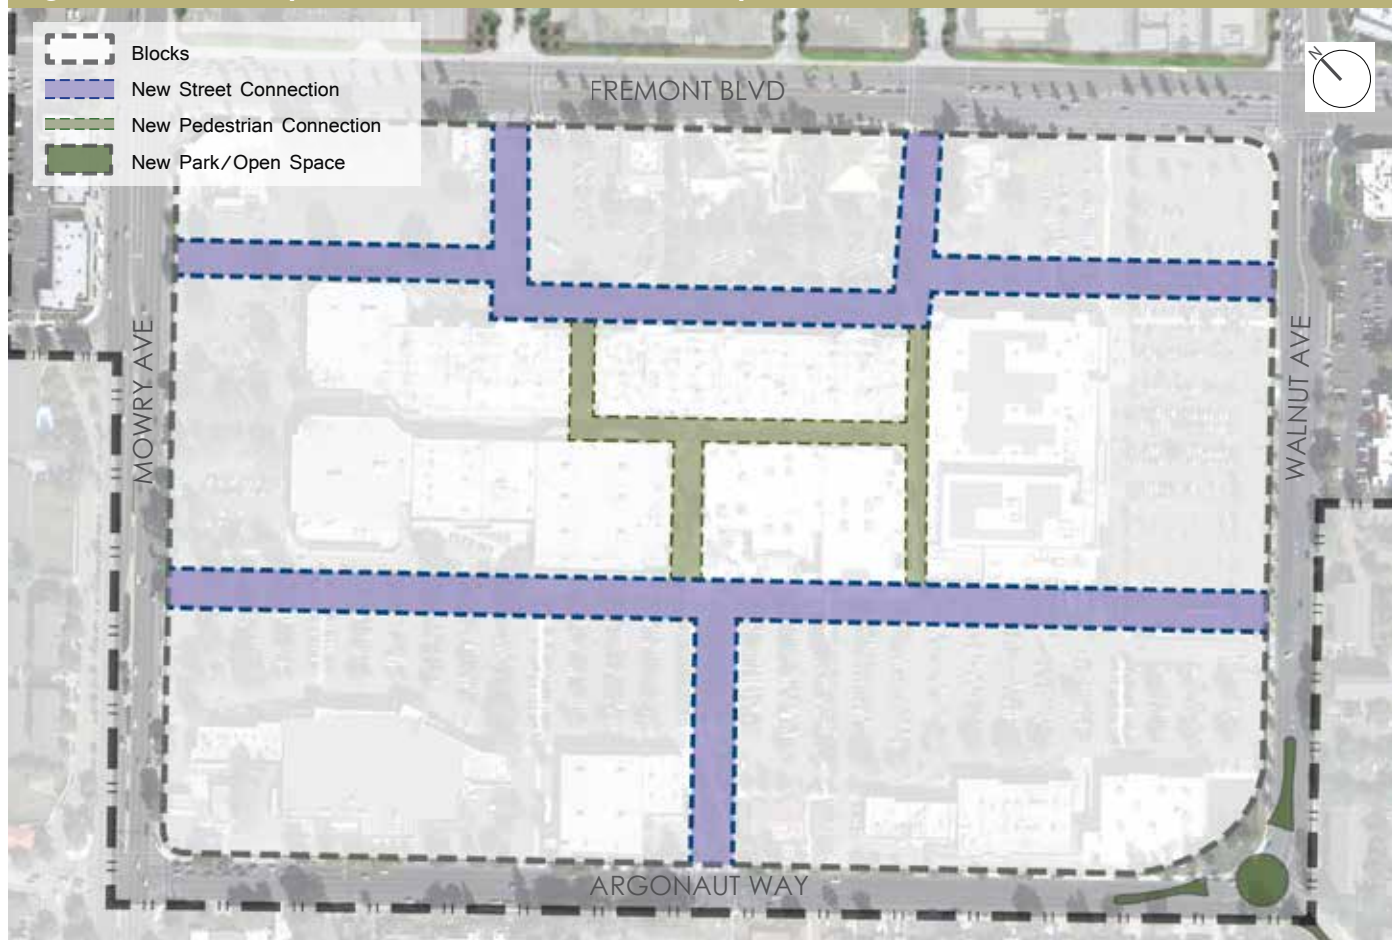 Blocks
New Street Connection
New Pedestrian Connection
New Park/Open Space
N
FREMONT BLVD
MOWRY AVE
WALNUT AVE
ARGONAUT WAY